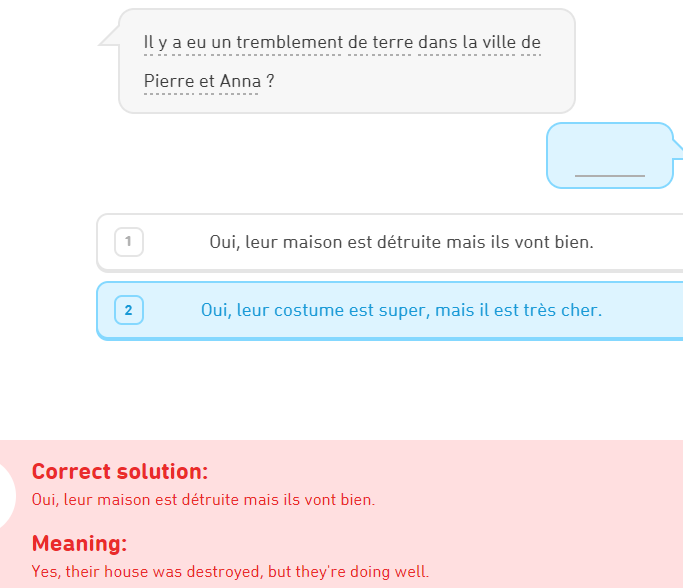 Il y a eu un tremblement de terre dans la ville de
Pierre et Anna ?
1
Oui, leur maison est détruite mais ils vont bien.
2
Oui, leur costume est super, mais il est très cher.
Correct solution:
Oui, leur maison est détruite mais ils vont bien.
Meaning:
Yes, their house was destroyed, but they're doing well.